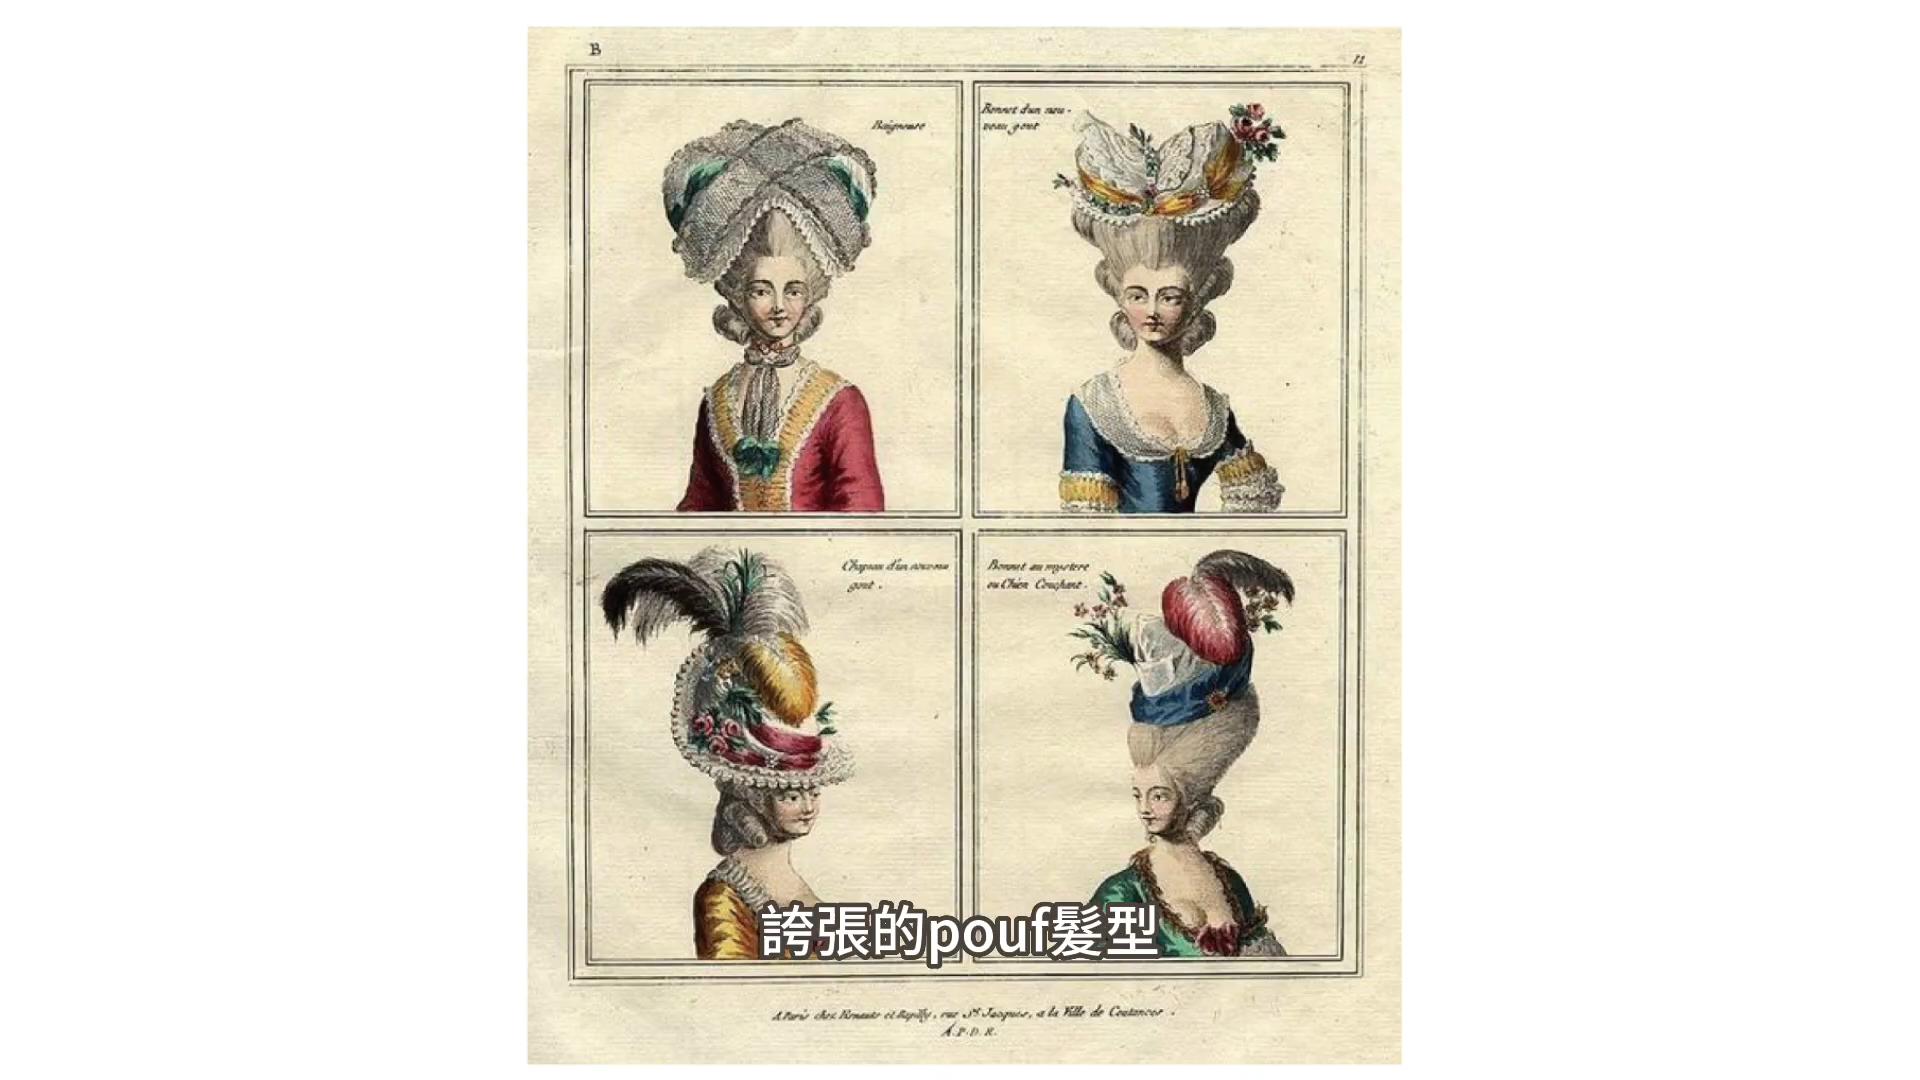 B
11
Baigneuse
Bonnet d'un nou-
veau gout
Chapeau d'un nouveau
gout.
Bonnet au mystere
ou Chien Couchant.
誇張的pouf髮型
A Paris chez Esnauts et Rapilly, rue St. Jacques, a la Ville de Coutances.
A.P.D.R.